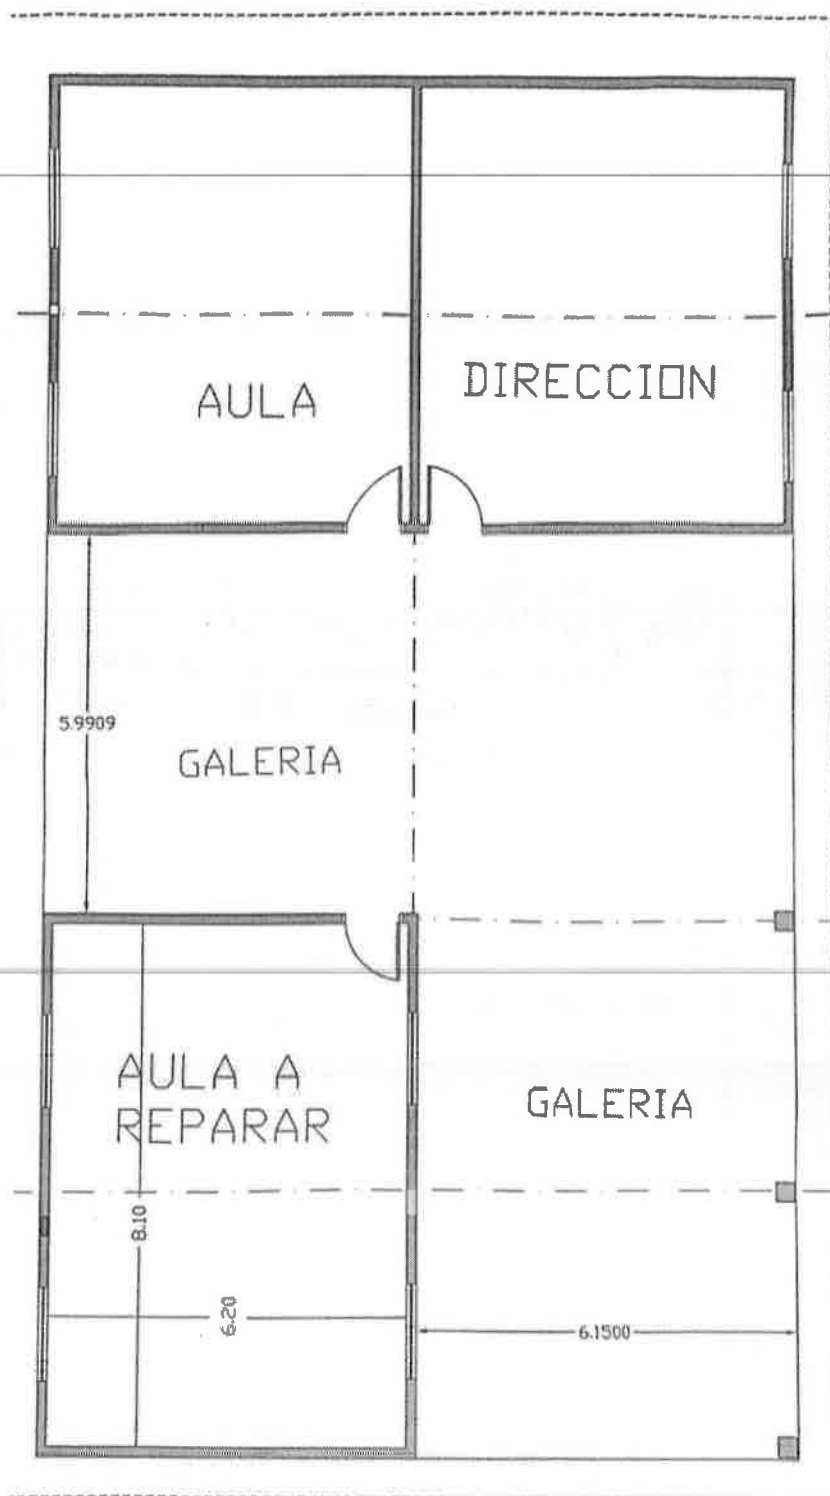 AULA
DIRECCION
5.9909
GALERIA
AULA A
REPARAR
GALERIA
8.10
6.20
6.1500